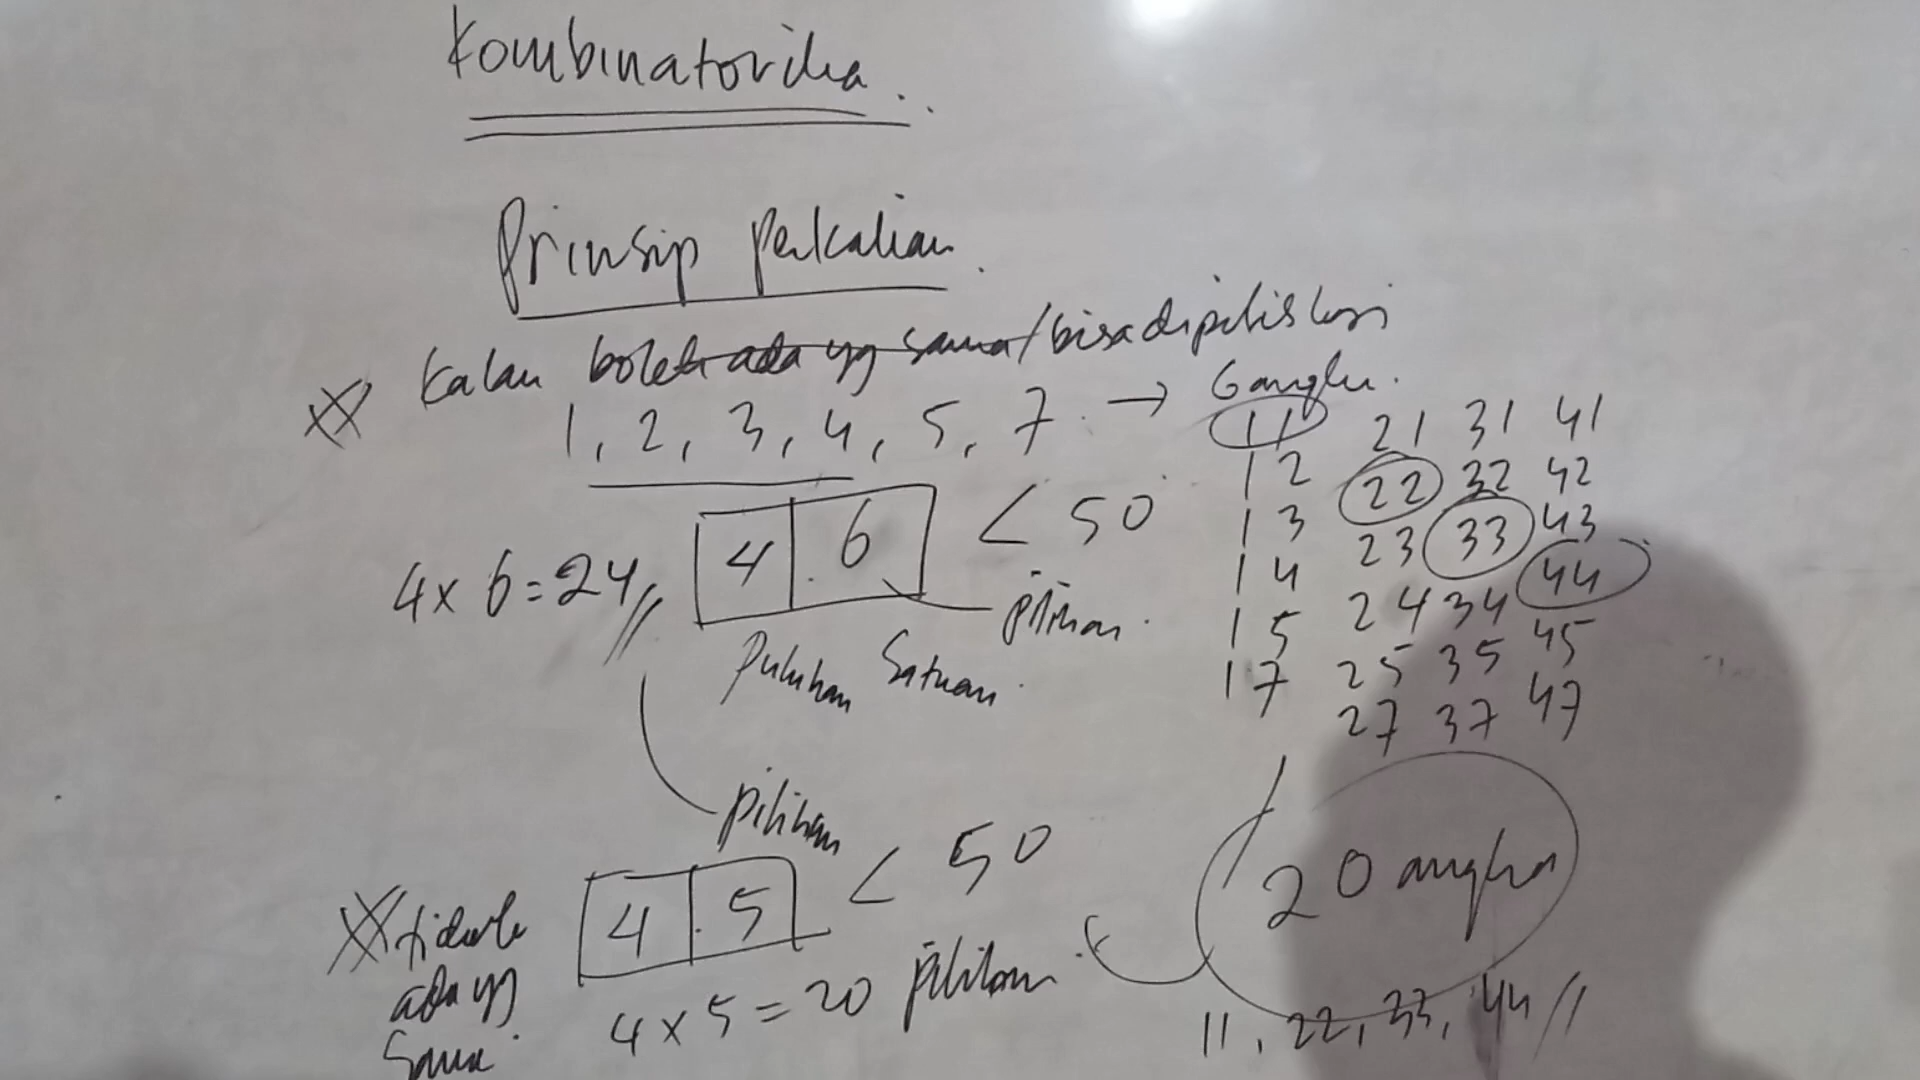 Kombinatorika..
Prinsip perkalian.
Kalau boleh ada yg sama/bisa dipilih lagi
1, 2, 3, 4, 5, 7. → 6 angka.
11 21 31 41
12 22 32 42
13 23 33 43
14 24 34 44
15 25 35 45
17 27 37 47
4 x 6 = 24 // 4 6 < 50
pilihan.
Puluhan Satuan.
pilihan
tidak ada yg sama.
4 5 < 50
4 x 5 = 20 pilihan.
20 angka
11, 22, 33, 44 //